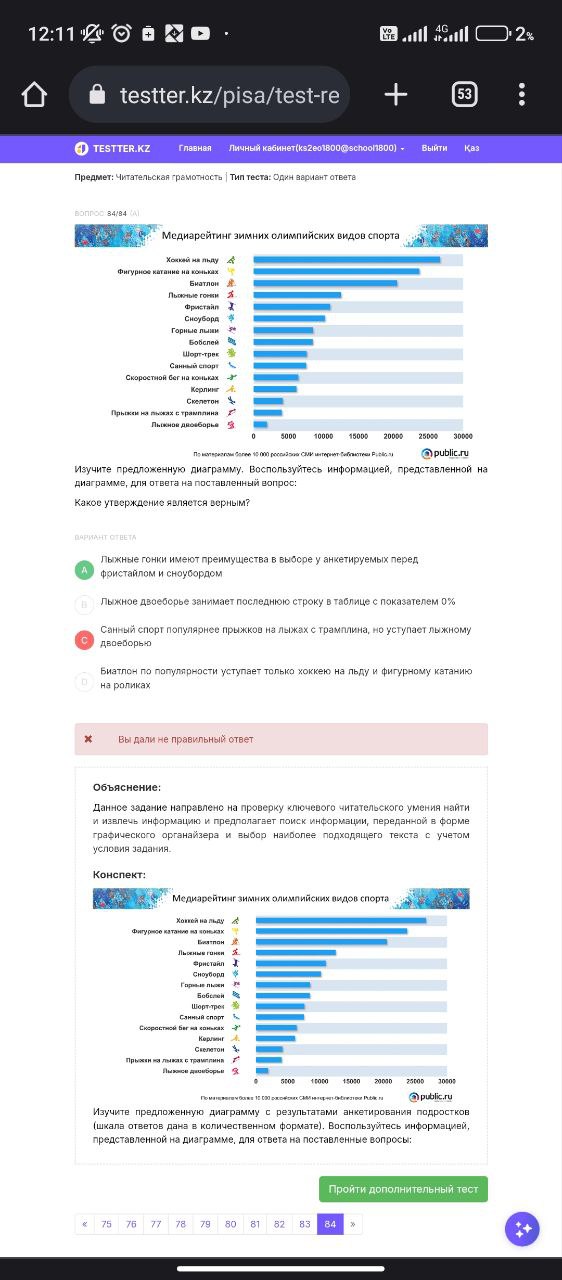 12:11
Vo
LTE
4G
2%
testter.kz/pisa/test-re
53
TESTTER.KZ
Главная
Личный кабинет(ks2eo1800@school1800)
Выйти
Қаз
Предмет: Читательская грамотность | Тип теста: Один вариант ответа
ВОПРОС 84/84 (A)
Медиарейтинг зимних олимпийских видов спорта
Хоккей на льду
Фигурное катание на коньках
Биатлон
Лыжные гонки
Фристайл
Сноуборд
Горные лыжи
Бобслей
Шорт-трек
Санный спорт
Скоростной бег на коньках
Керлинг
Скелетон
Прыжки на лыжах с трамплина
Лыжное двоеборье
0 5000 10000 15000 20000 25000 30000
По материалам более 10 000 российских СМИ интернет-библиотеки Public.ru
public.ru
Изучите предложенную диаграмму. Воспользуйтесь информацией, представленной на
диаграмме, для ответа на поставленный вопрос:
Какое утверждение является верным?
ВАРИАНТ ОТВЕТА
A
Лыжные гонки имеют преимущества в выборе у анкетируемых перед
фристайлом и сноубордом
B
Лыжное двоеборье занимает последнюю строку в таблице с показателем 0%
C
Санный спорт популярнее прыжков на лыжах с трамплина, но уступает лыжному
двоеборью
D
Биатлон по популярности уступает только хоккею на льду и фигурному катанию
на роликах
Вы дали не правильный ответ
Объяснение:
Данное задание направлено на проверку ключевого читательского умения найти
и извлечь информацию и предполагает поиск информации, переданной в форме
графического органайзера и выбор наиболее подходящего текста с учетом
условия задания.
Конспект:
Медиарейтинг зимних олимпийских видов спорта
Хоккей на льду
Фигурное катание на коньках
Биатлон
Лыжные гонки
Фристайл
Сноуборд
Горные лыжи
Бобслей
Шорт-трек
Санный спорт
Скоростной бег на коньках
Керлинг
Скелетон
Прыжки на лыжах с трамплина
Лыжное двоеборье
0 5000 10000 15000 20000 25000 30000
По материалам более 10 000 российских СМИ интернет-библиотеки Public.ru
public.ru
Изучите предложенную диаграмму с результатами анкетирования подростков
(шкала ответов дана в количественном формате). Воспользуйтесь информацией,
представленной на диаграмме, для ответа на поставленные вопросы:
Пройти дополнительный тест
« 75 76 77 78 79 80 81 82 83 84 »